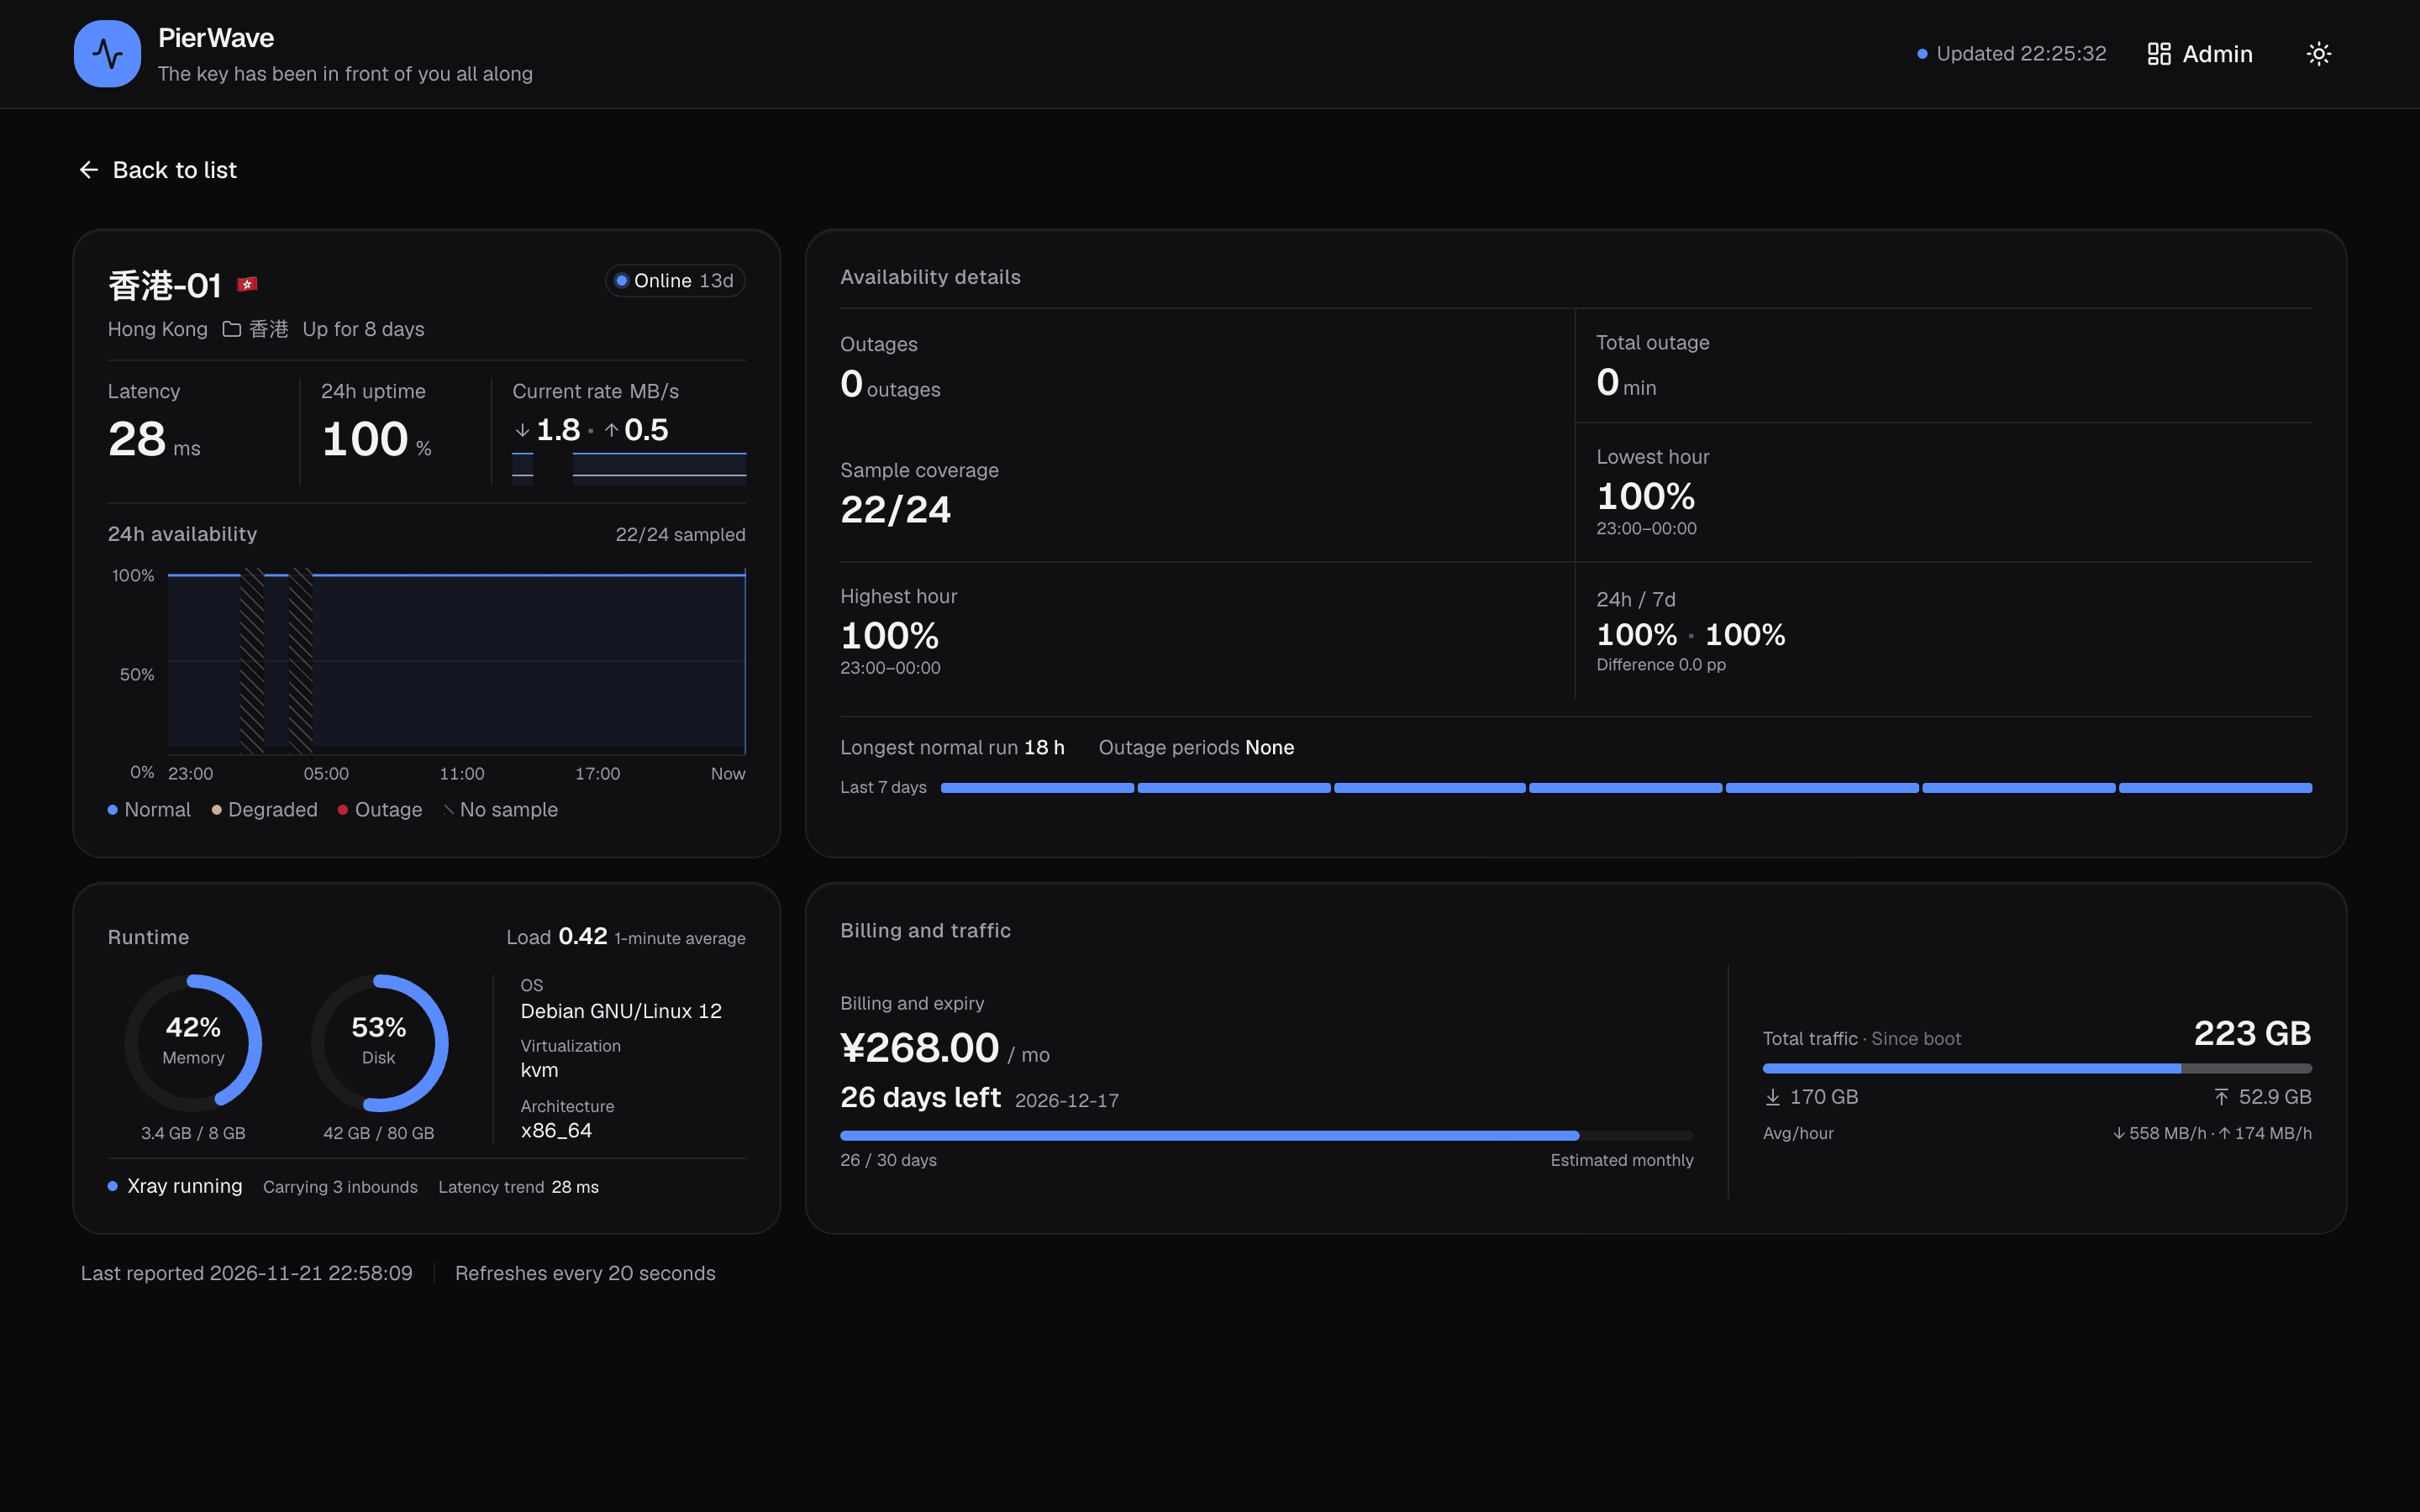 PierWave
The key has been in front of you all along
Updated 22:25:32
Admin
Back to list
香港-01
Online 13d
Hong Kong 香港 Up for 8 days
Latency
28 ms
24h uptime
100 %
Current rate MB/s
↓ 1.8 · ↑ 0.5
24h availability
22/24 sampled
100%
50%
0%
23:00 05:00 11:00 17:00 Now
Normal Degraded Outage No sample
Availability details
Outages
0 outages
Total outage
0 min
Sample coverage
22/24
Lowest hour
100%
23:00–00:00
Highest hour
100%
23:00–00:00
24h / 7d
100% · 100%
Difference 0.0 pp
Longest normal run 18 h Outage periods None
Last 7 days
Runtime
Load 0.42 1-minute average
42%
Memory
3.4 GB / 8 GB
53%
Disk
42 GB / 80 GB
OS
Debian GNU/Linux 12
Virtualization
kvm
Architecture
x86_64
Xray running Carrying 3 inbounds Latency trend 28 ms
Billing and traffic
Billing and expiry
¥268.00 / mo
26 days left 2026-12-17
26 / 30 days
Estimated monthly
Total traffic · Since boot
223 GB
170 GB
52.9 GB
Avg/hour
↓ 558 MB/h · ↑ 174 MB/h
Last reported 2026-11-21 22:58:09
Refreshes every 20 seconds